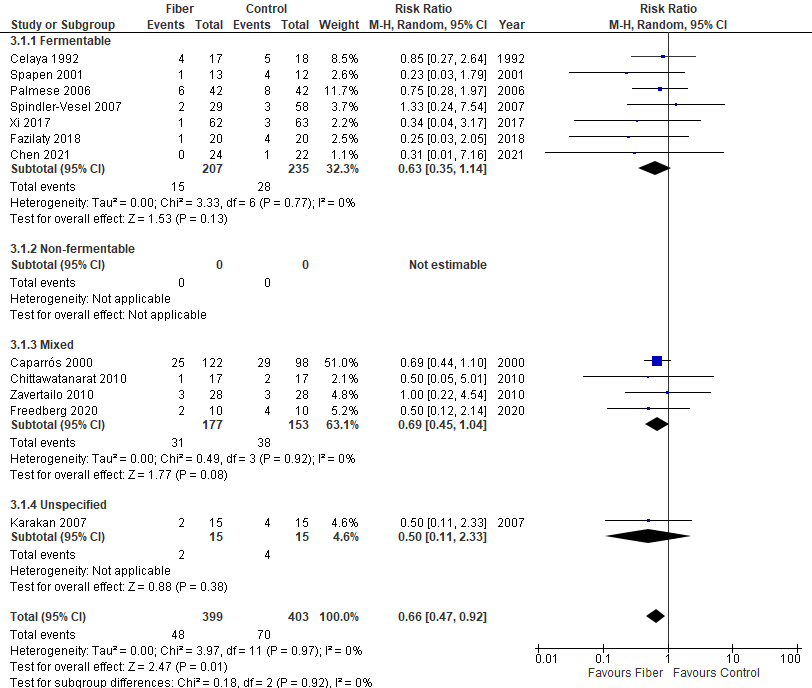 Fiber Control Risk Ratio Risk Ratio
Study or Subgroup Events Total Events Total Weight M-H, Random, 95% CI Year M-H, Random, 95% CI
3.1.1 Fermentable
Celaya 1992 4 17 5 18 8.5% 0.85 [0.27, 2.64] 1992
Spapen 2001 1 13 4 12 2.6% 0.23 [0.03, 1.79] 2001
Palmese 2006 6 42 8 42 11.7% 0.75 [0.28, 1.97] 2006
Spindler-Vesel 2007 2 29 3 58 3.7% 1.33 [0.24, 7.54] 2007
Xi 2017 1 62 3 63 2.2% 0.34 [0.04, 3.17] 2017
Fazilaty 2018 1 20 4 20 2.5% 0.25 [0.03, 2.05] 2018
Chen 2021 0 24 1 22 1.1% 0.31 [0.01, 7.16] 2021
Subtotal (95% CI) 207 235 32.3% 0.63 [0.35, 1.14]
Total events 15 28
Heterogeneity: Tau² = 0.00; Chi² = 3.33, df = 6 (P = 0.77); I² = 0%
Test for overall effect: Z = 1.53 (P = 0.13)
3.1.2 Non-fermentable
Subtotal (95% CI) 0 0 Not estimable
Total events 0 0
Heterogeneity: Not applicable
Test for overall effect: Not applicable
3.1.3 Mixed
Caparrós 2000 25 122 29 98 51.0% 0.69 [0.44, 1.10] 2000
Chittawatanarat 2010 1 17 2 17 2.1% 0.50 [0.05, 5.01] 2010
Zavertailo 2010 3 28 3 28 4.8% 1.00 [0.22, 4.54] 2010
Freedberg 2020 2 10 4 10 5.2% 0.50 [0.12, 2.14] 2020
Subtotal (95% CI) 177 153 63.1% 0.69 [0.45, 1.04]
Total events 31 38
Heterogeneity: Tau² = 0.00; Chi² = 0.49, df = 3 (P = 0.92); I² = 0%
Test for overall effect: Z = 1.77 (P = 0.08)
3.1.4 Unspecified
Karakan 2007 2 15 4 15 4.6% 0.50 [0.11, 2.33] 2007
Subtotal (95% CI) 15 15 4.6% 0.50 [0.11, 2.33]
Total events 2 4
Heterogeneity: Not applicable
Test for overall effect: Z = 0.88 (P = 0.38)
Total (95% CI) 399 403 100.0% 0.66 [0.47, 0.92]
Total events 48 70
Heterogeneity: Tau² = 0.00; Chi² = 3.97, df = 11 (P = 0.97); I² = 0%
Test for overall effect: Z = 2.47 (P = 0.01)
Test for subgroup differences: Chi² = 0.18, df = 2 (P = 0.92), I² = 0%
0.01 0.1 1 10 100
Favours Fiber Favours Control